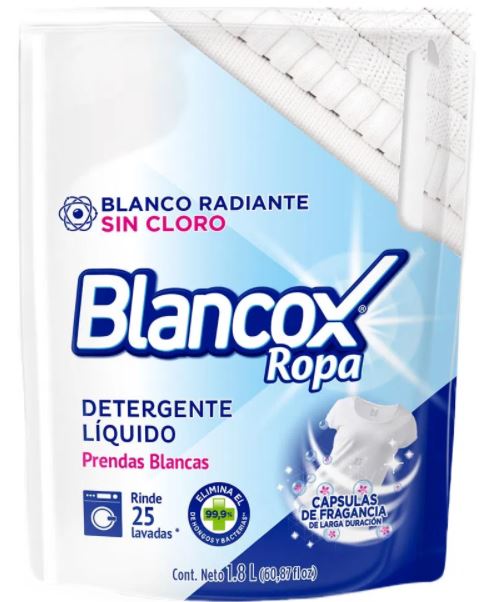 BLANCO RADIANTE
SIN CLORO
Blancox®
Ropa
DETERGENTE
LÍQUIDO
Prendas Blancas
Rinde
25
lavadas*
ELIMINA EL
99,9%
DE HONGOS Y BACTERIAS**
CAPSULAS
DE FRAGANCIA
DE LARGA DURACIÓN
Cont. Neto 1.8 L (60,87 fl oz)